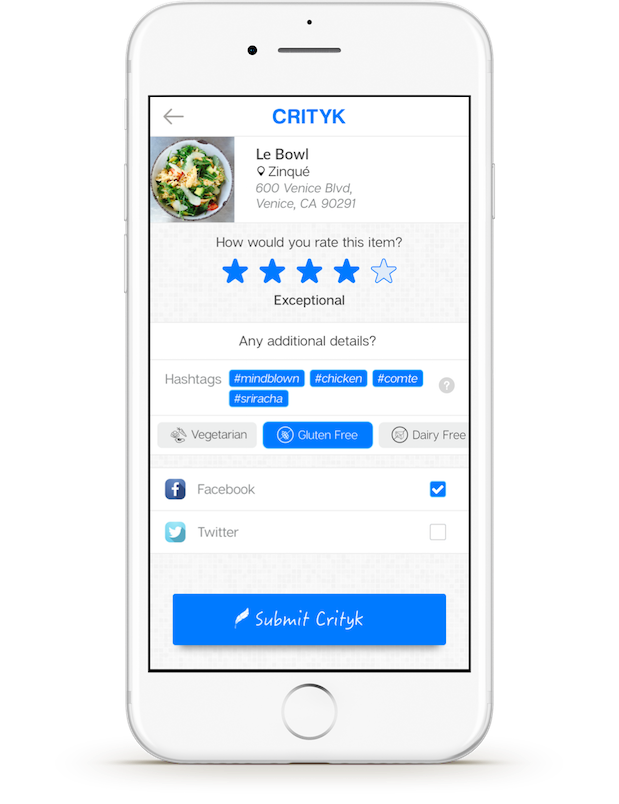 CRITYK
Le Bowl
Zinqué
600 Venice Blvd,
Venice, CA 90291
How would you rate this item?
Exceptional
Any additional details?
Hashtags #mindblown #chicken #comte ?
#sriracha
Vegetarian Gluten Free Dairy Free
Facebook
Twitter
Submit Crityk